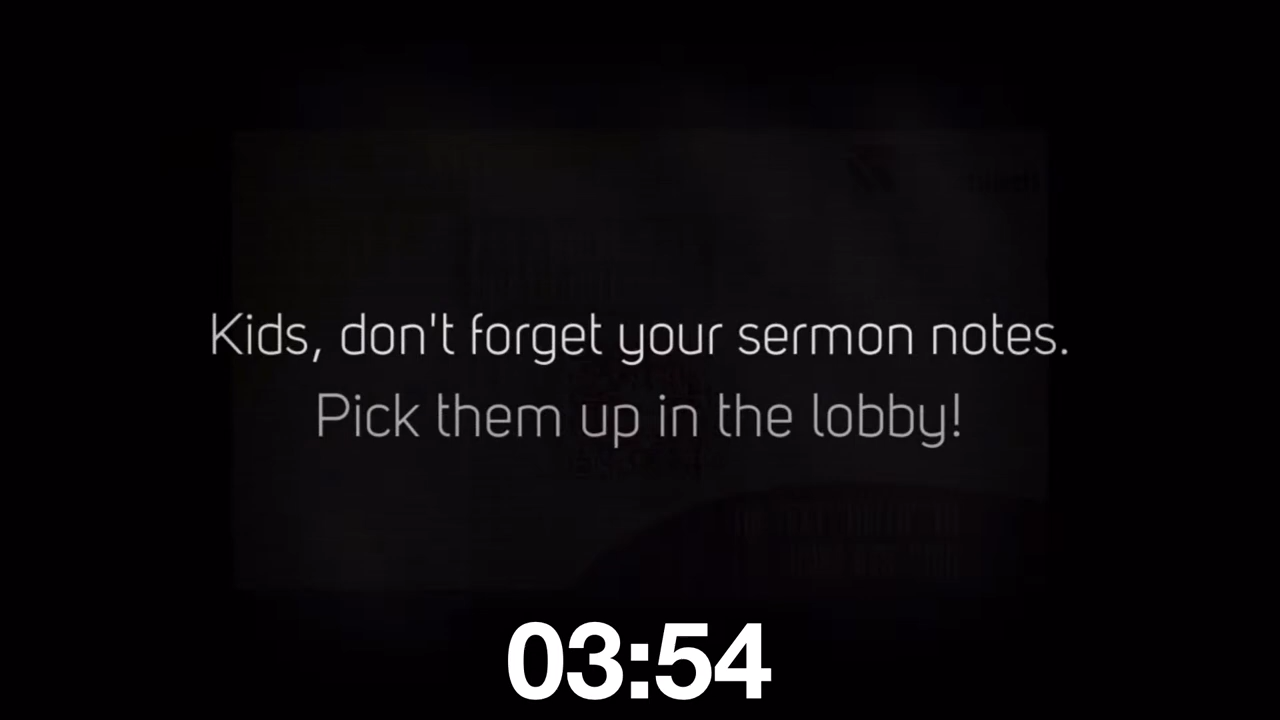 Kids, don't forget your sermon notes.
Pick them up in the lobby!
03:54